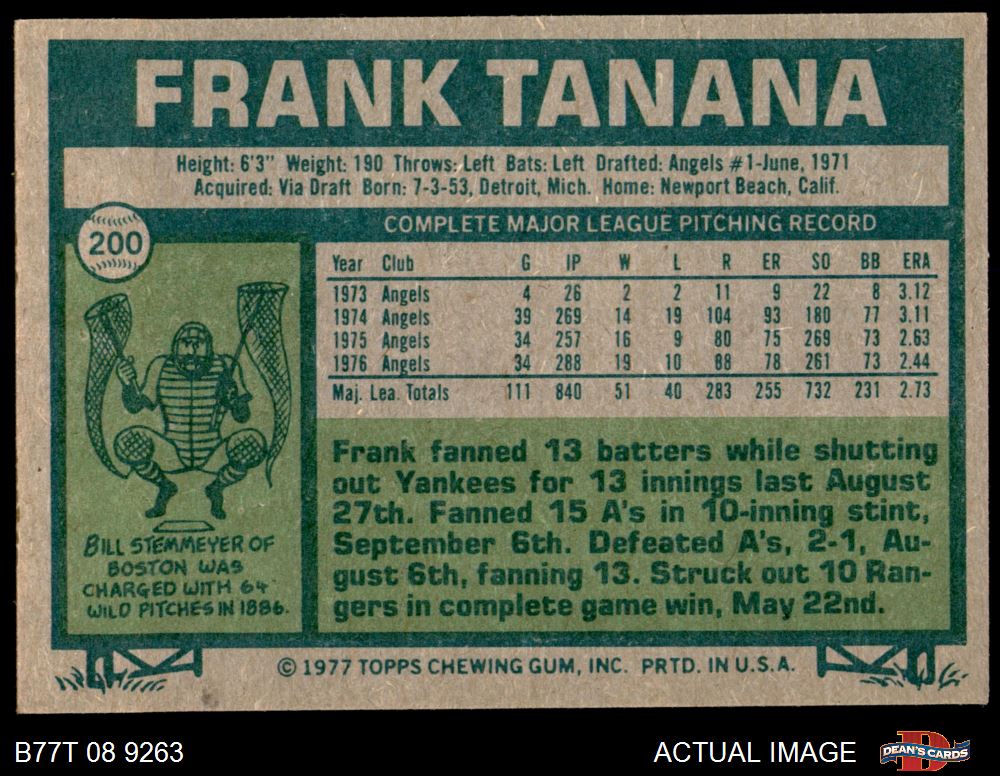 FRANK TANANA
Height: 6'3" Weight: 190 Throws: Left Bats: Left Drafted: Angels #1-June, 1971
Acquired: Via Draft Born: 7-3-53, Detroit, Mich. Home: Newport Beach, Calif.
200
COMPLETE MAJOR LEAGUE PITCHING RECORD
Year Club G IP W L R ER SO BB ERA
1973 Angels 4 26 2 2 11 9 22 8 3.12
1974 Angels 39 269 14 19 104 93 180 77 3.11
1975 Angels 34 257 16 9 80 75 269 73 2.63
1976 Angels 34 288 19 10 88 78 261 73 2.44
Maj. Lea. Totals 111 840 51 40 283 255 732 231 2.73
BILL STEMMEYER OF
BOSTON WAS
CHARGED WITH 64
WILD PITCHES IN 1886.
Frank fanned 13 batters while shutting
out Yankees for 13 innings last August
27th. Fanned 15 A's in 10-inning stint,
September 6th. Defeated A's, 2-1, Au-
gust 6th, fanning 13. Struck out 10 Ran-
gers in complete game win, May 22nd.
© 1977 TOPPS CHEWING GUM, INC. PRTD. IN U.S.A.
B77T 08 9263
ACTUAL IMAGE
D
DEAN'S CARDS